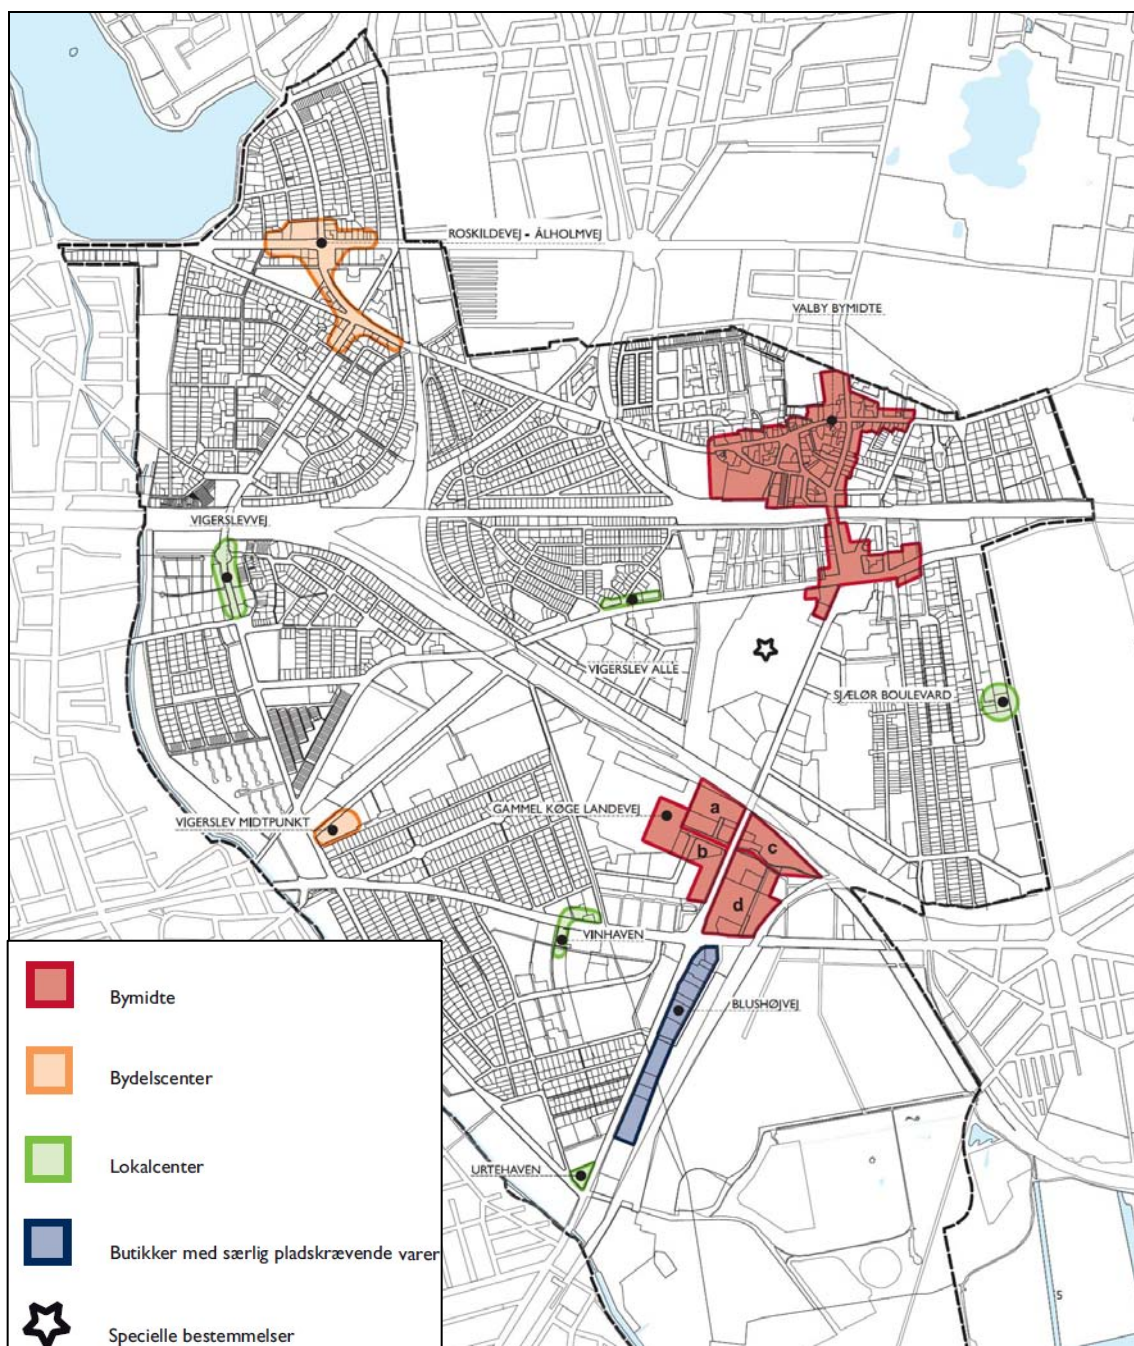 ROSKILDEVEJ - ÅLHOLMVEJ
VALBY BYMIDTE
VIGERSLEVVEJ
VIGERSLEV ALLE
SJÆLØR BOULEVARD
GAMMEL KØGE LANDEVEJ
a
VIGERSLEV MIDTPUNKT
b
c
d
VINHAVEN
BLUSHØJVEJ
URTEHAVEN
Bymidte
Bydelscenter
Lokalcenter
Butikker med særlig pladskrævende varer
Specielle bestemmelser